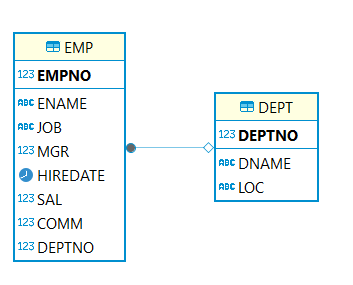 EMP
123 EMPNO
ABC ENAME
ABC JOB
123 MGR
HIREDATE
123 SAL
123 COMM
123 DEPTNO
DEPT
123 DEPTNO
ABC DNAME
ABC LOC